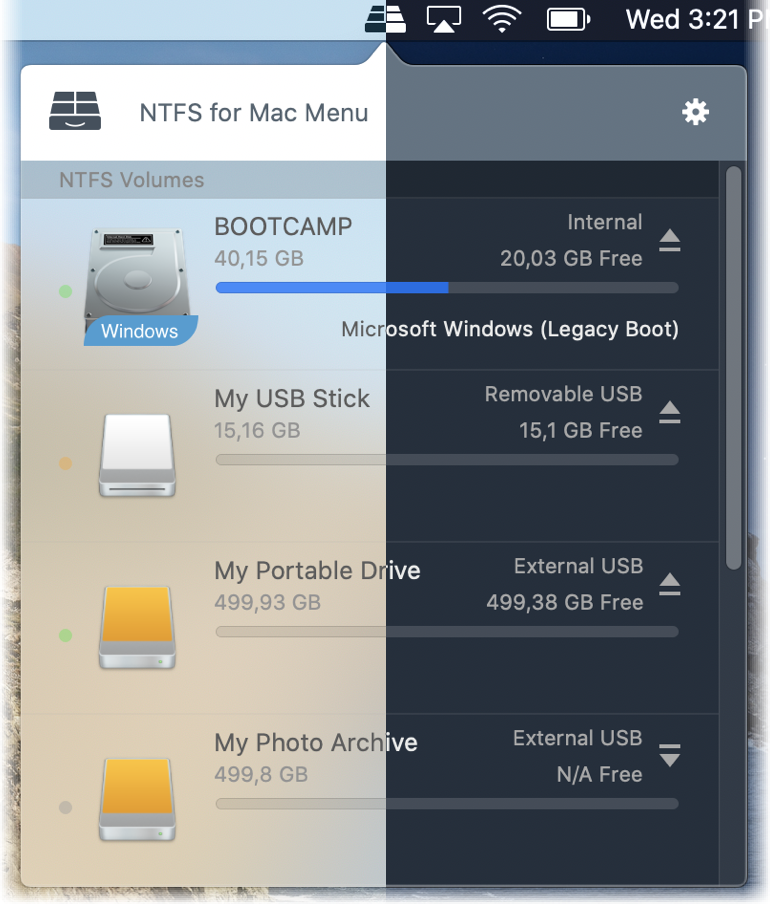 Wed 3:21 P
NTFS for Mac Menu
NTFS Volumes
BOOTCAMP
Internal
40,15 GB
20,03 GB Free
Windows
Microsoft Windows (Legacy Boot)
My USB Stick
Removable USB
15,16 GB
15,1 GB Free
My Portable Drive
External USB
499,93 GB
499,38 GB Free
My Photo Archive
External USB
499,8 GB
N/A Free